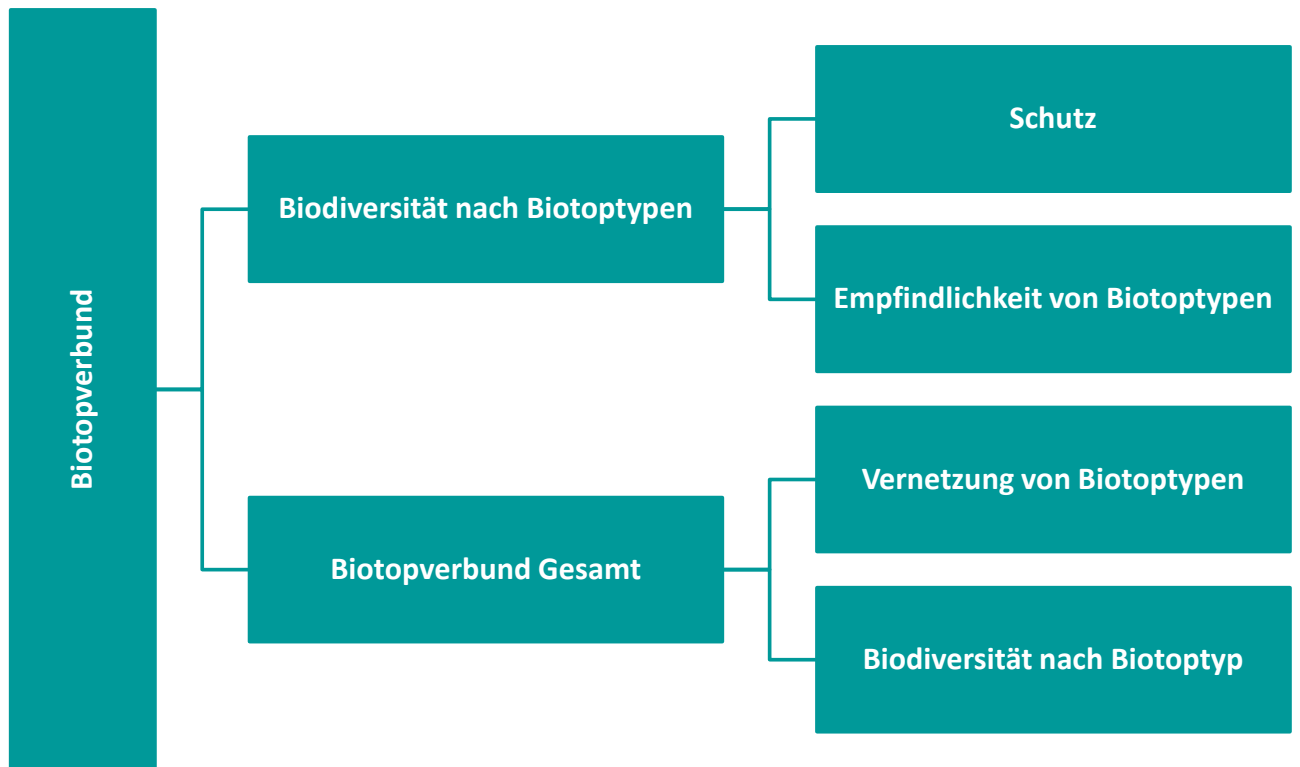 Biotopverbund
Biodiversität nach Biotoptypen
Schutz
Empfindlichkeit von Biotoptypen
Biotopverbund Gesamt
Vernetzung von Biotoptypen
Biodiversität nach Biotoptyp